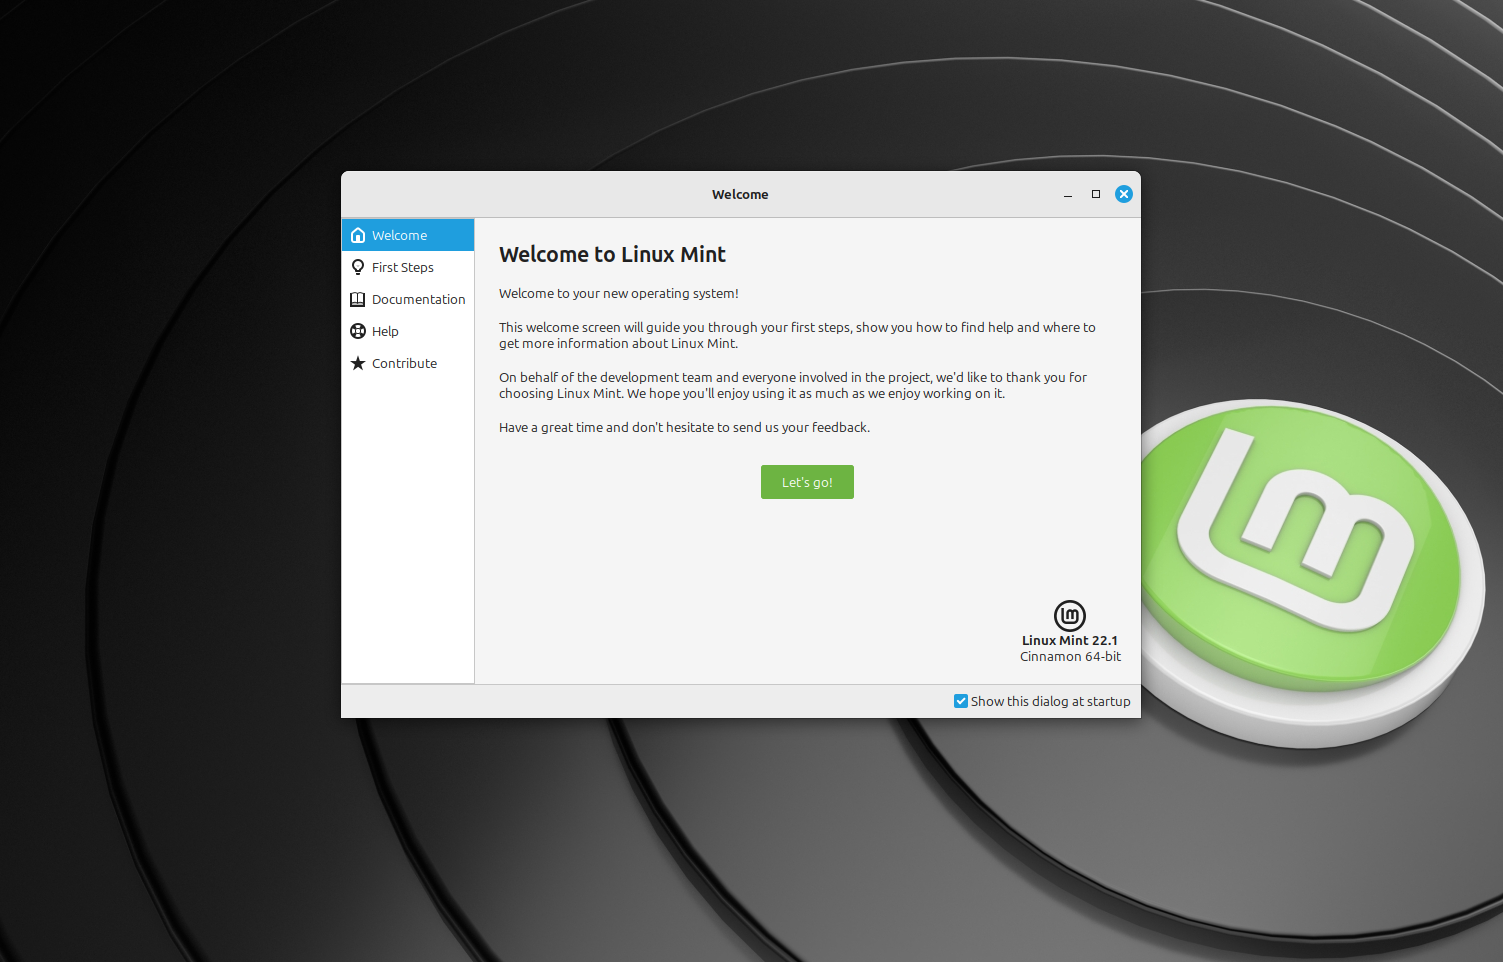 Welcome
Welcome
First Steps
Documentation
Help
Contribute
Welcome to Linux Mint
Welcome to your new operating system!
This welcome screen will guide you through your first steps, show you how to find help and where to
get more information about Linux Mint.
On behalf of the development team and everyone involved in the project, we'd like to thank you for
choosing Linux Mint. We hope you'll enjoy using it as much as we enjoy working on it.
Have a great time and don't hesitate to send us your feedback.
Let's go!
Linux Mint 22.1
Cinnamon 64-bit
Show this dialog at startup